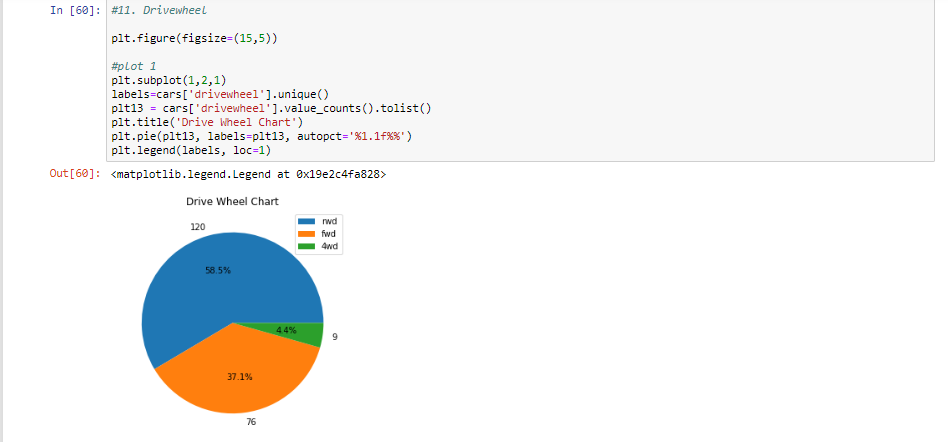 In [60]: #11. Drivewheel
plt.figure(figsize=(15,5))
#plot 1
plt.subplot(1,2,1)
labels=cars['drivewheel'].unique()
plt13 = cars['drivewheel'].value_counts().tolist()
plt.title('Drive Wheel Chart')
plt.pie(plt13, labels=plt13, autopct='%1.1f%%')
plt.legend(labels, loc=1)
Out[60]: <matplotlib.legend.Legend at 0x19e2c4fa828>
Drive Wheel Chart
rwd
fwd
4wd
120
58.5%
4.4%
9
37.1%
76